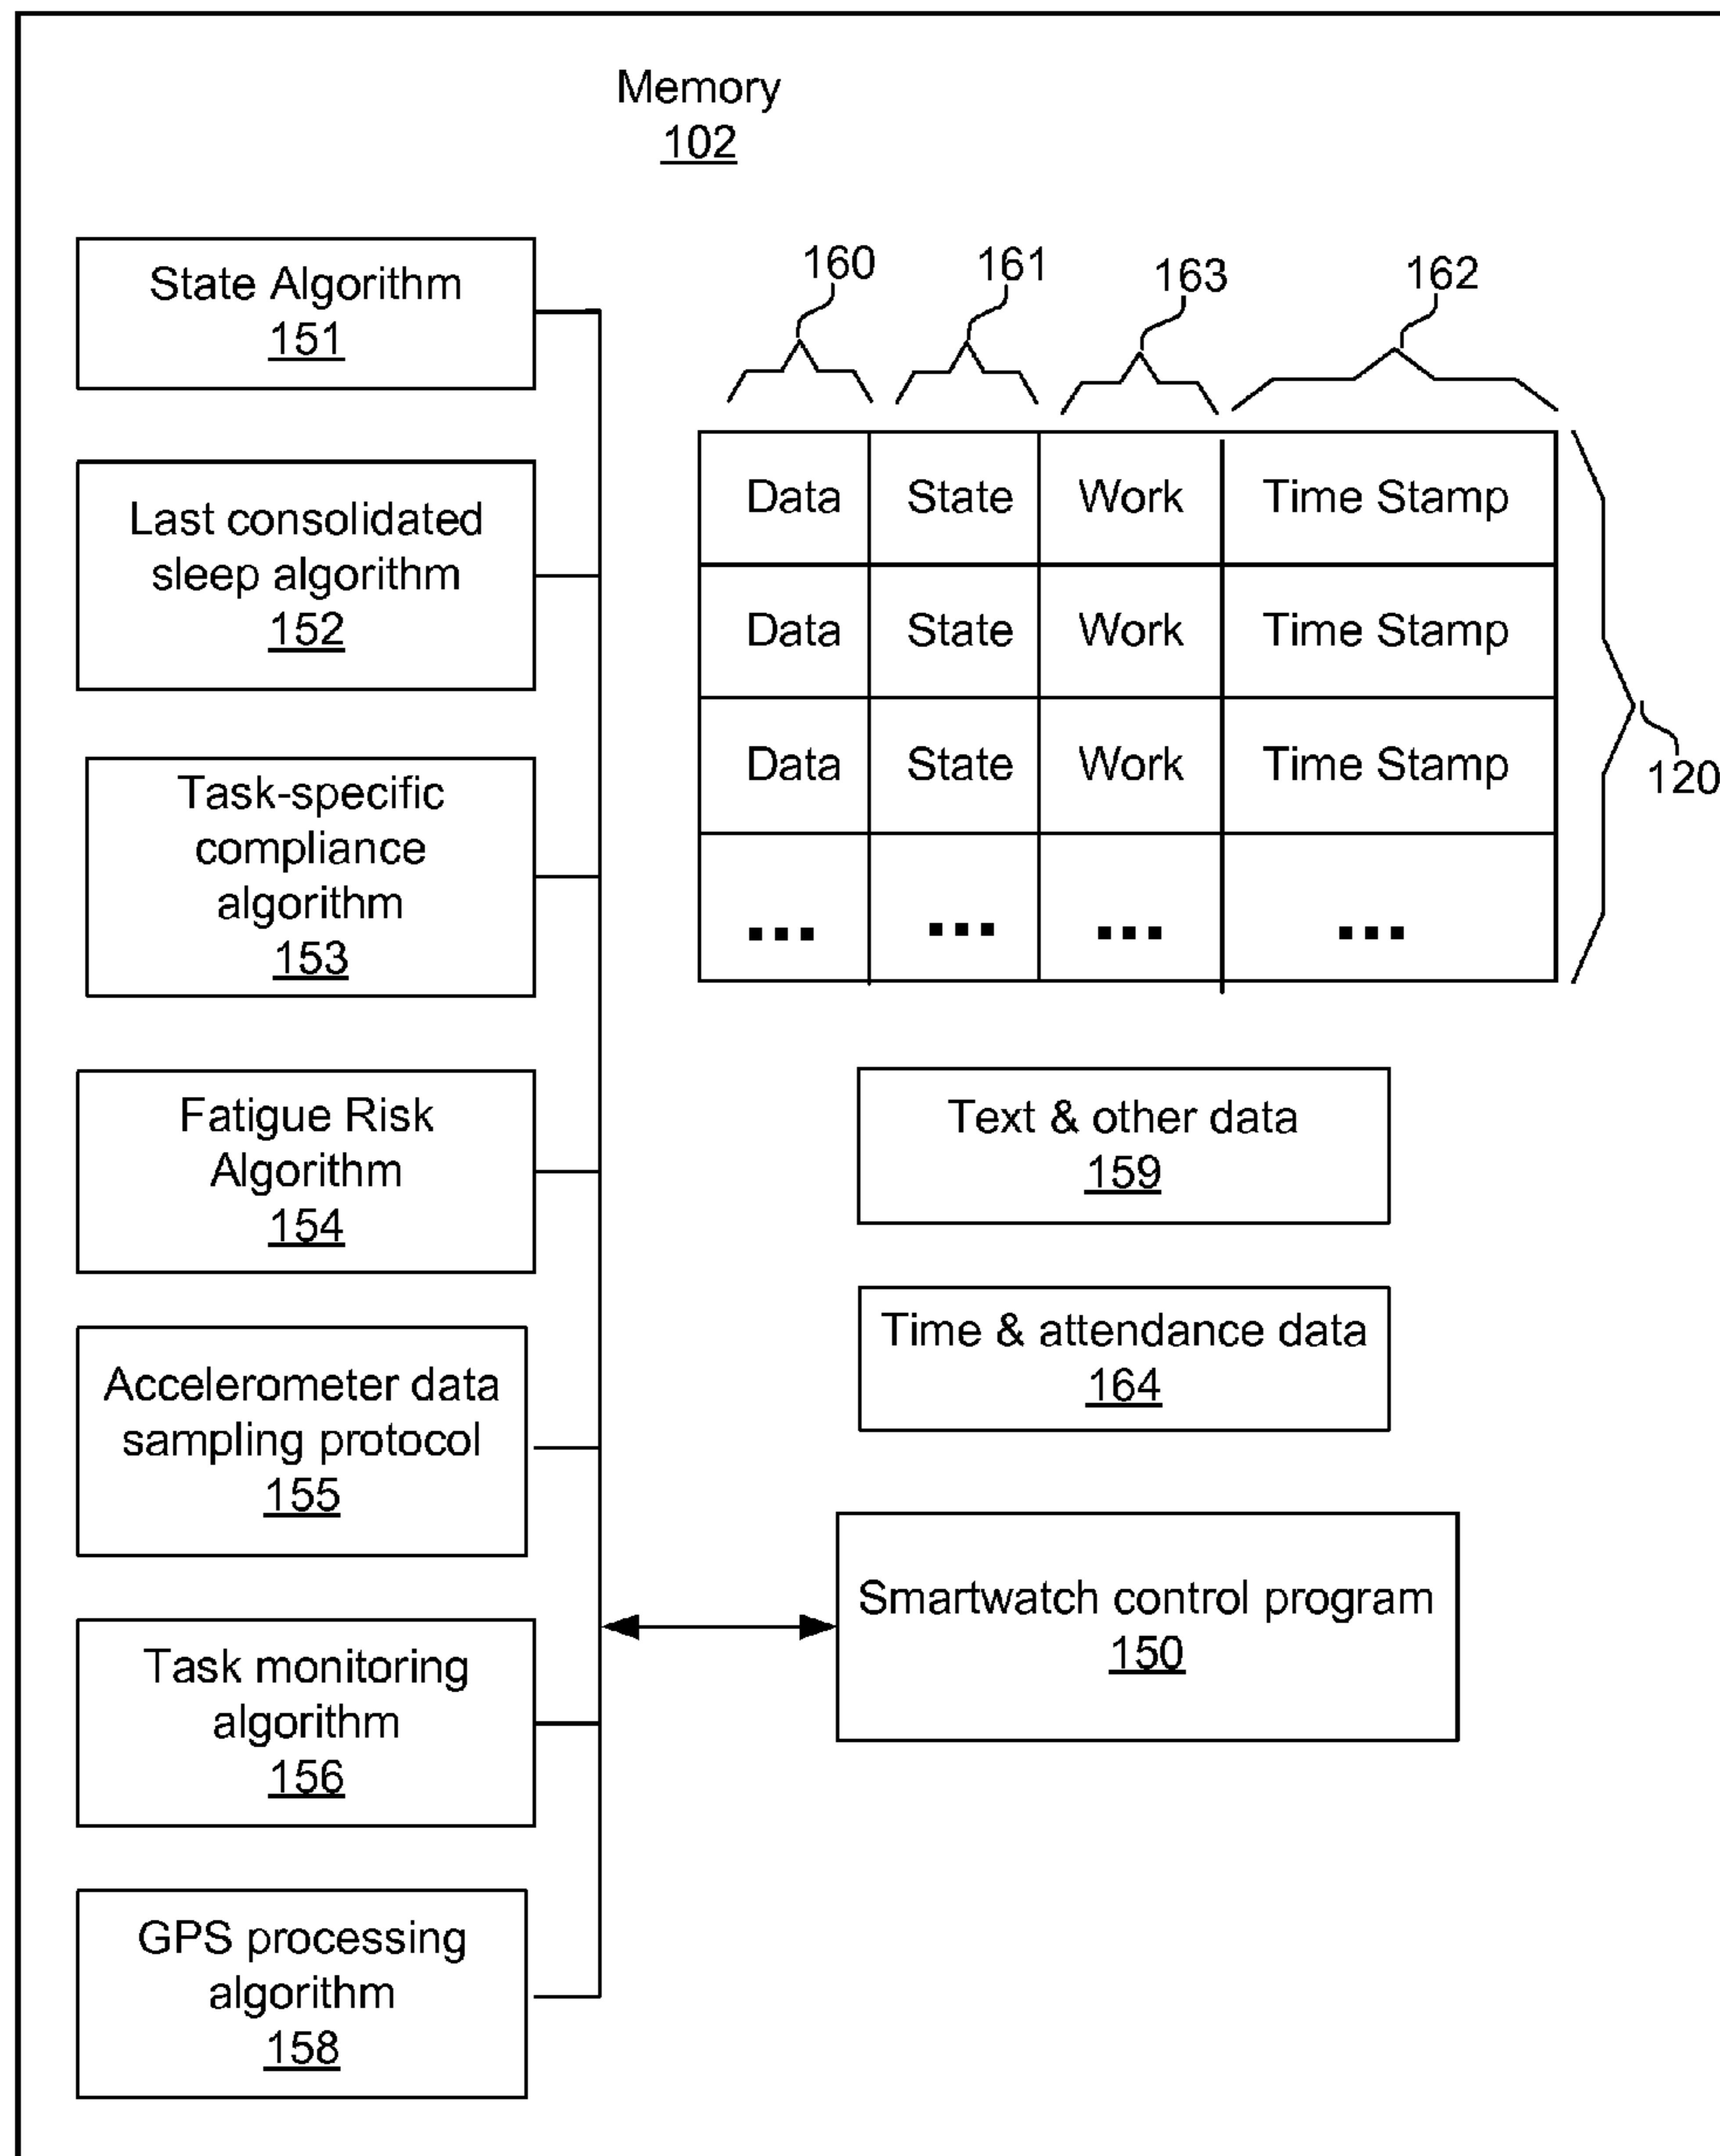 Memory
102
State Algorithm
151
Last consolidated
sleep algorithm
152
Task-specific
compliance
algorithm
153
Fatigue Risk
Algorithm
154
Accelerometer data
sampling protocol
155
Task monitoring
algorithm
156
GPS processing
algorithm
158
160 161 163 162
Data State Work Time Stamp
Data State Work Time Stamp
Data State Work Time Stamp
... ... ... ...
120
Text & other data
159
Time & attendance data
164
Smartwatch control program
150